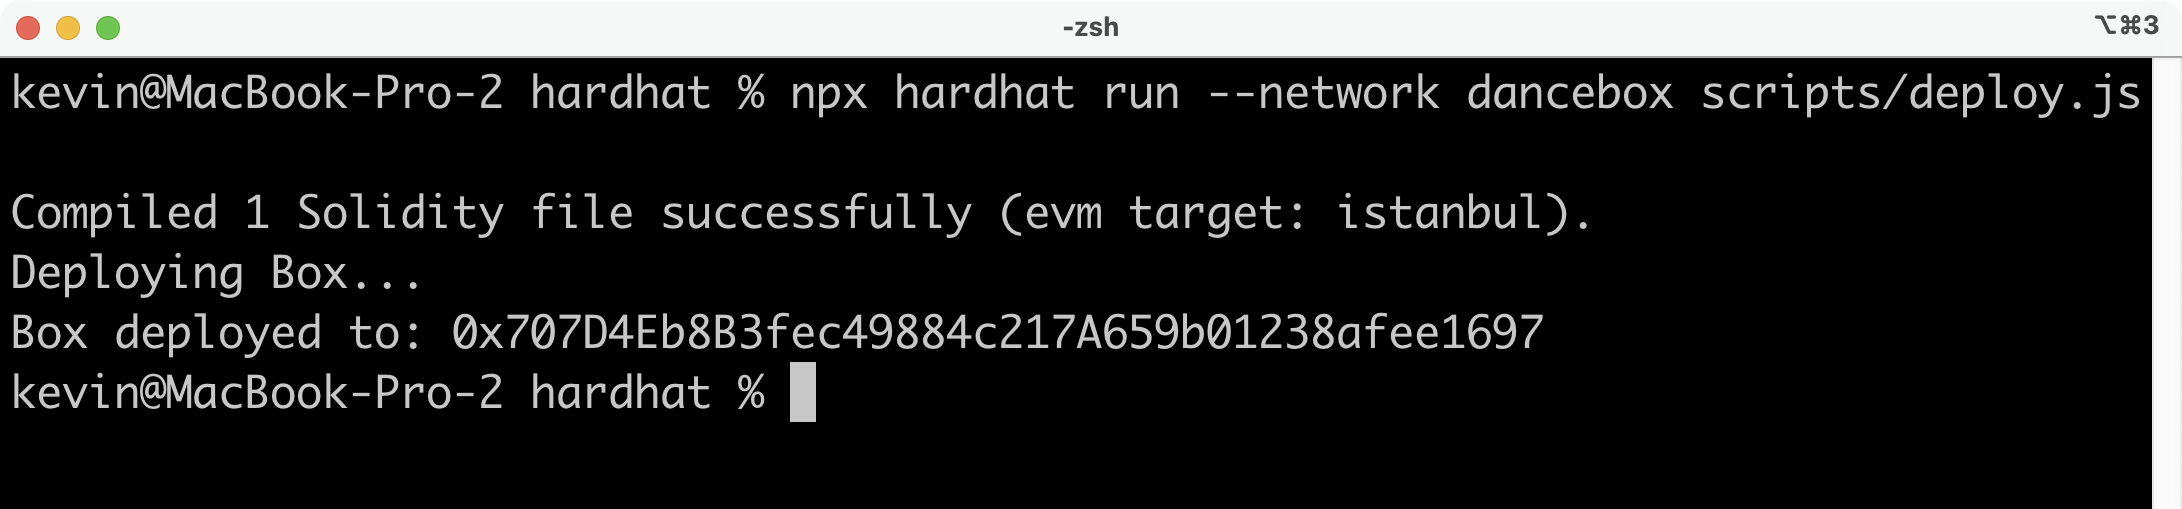 -zsh
⌥⌘3
kevin@MacBook-Pro-2 hardhat % npx hardhat run --network dancebox scripts/deploy.js
Compiled 1 Solidity file successfully (evm target: istanbul).
Deploying Box...
Box deployed to: 0x707D4Eb8B3fec49884c217A659b01238afee1697
kevin@MacBook-Pro-2 hardhat %